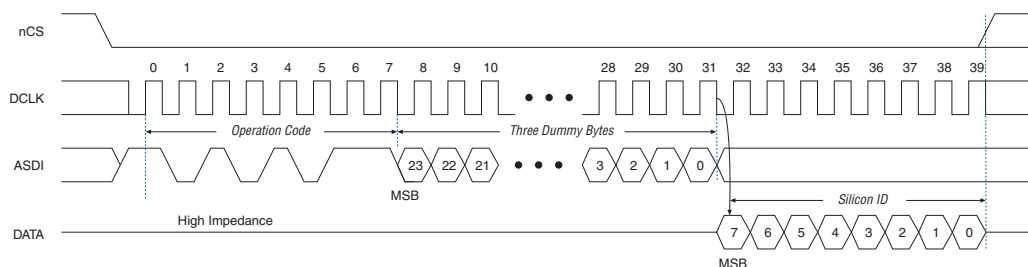 nCS
0 1 2 3 4 5 6 7 8 9 10 28 29 30 31 32 33 34 35 36 37 38 39
DCLK
Operation Code Three Dummy Bytes
ASDI 23 22 21 3 2 1 0
MSB
Silicon ID
High Impedance
DATA 7 6 5 4 3 2 1 0
MSB